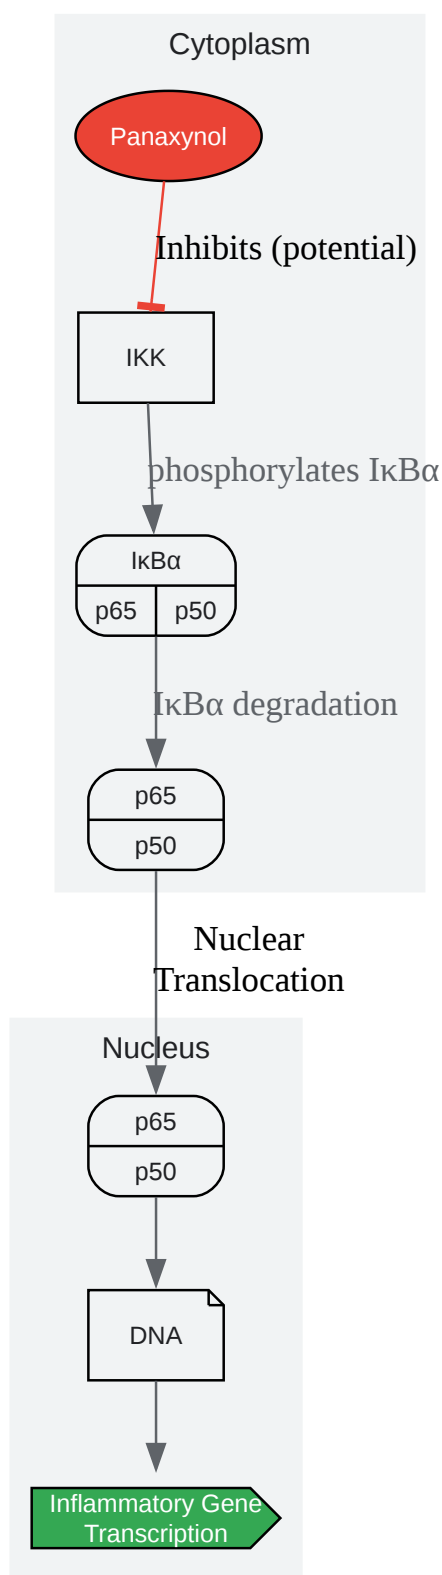 Cytoplasm
Panaxynol
Inhibits (potential)
IKK
phosphorylates IκBα
IκBα
p65 p50
IκBα degradation
p65
p50
Nuclear
Translocation
Nucleus
p65
p50
DNA
Inflammatory Gene
Transcription